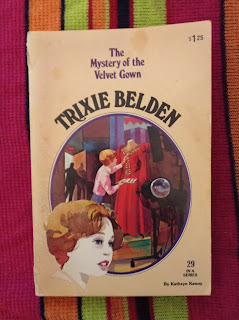 $1.25
The
Mystery of the
Velvet Gown
TRIXIE BELDEN
29
IN A
SERIES
By Kathryn Kenny